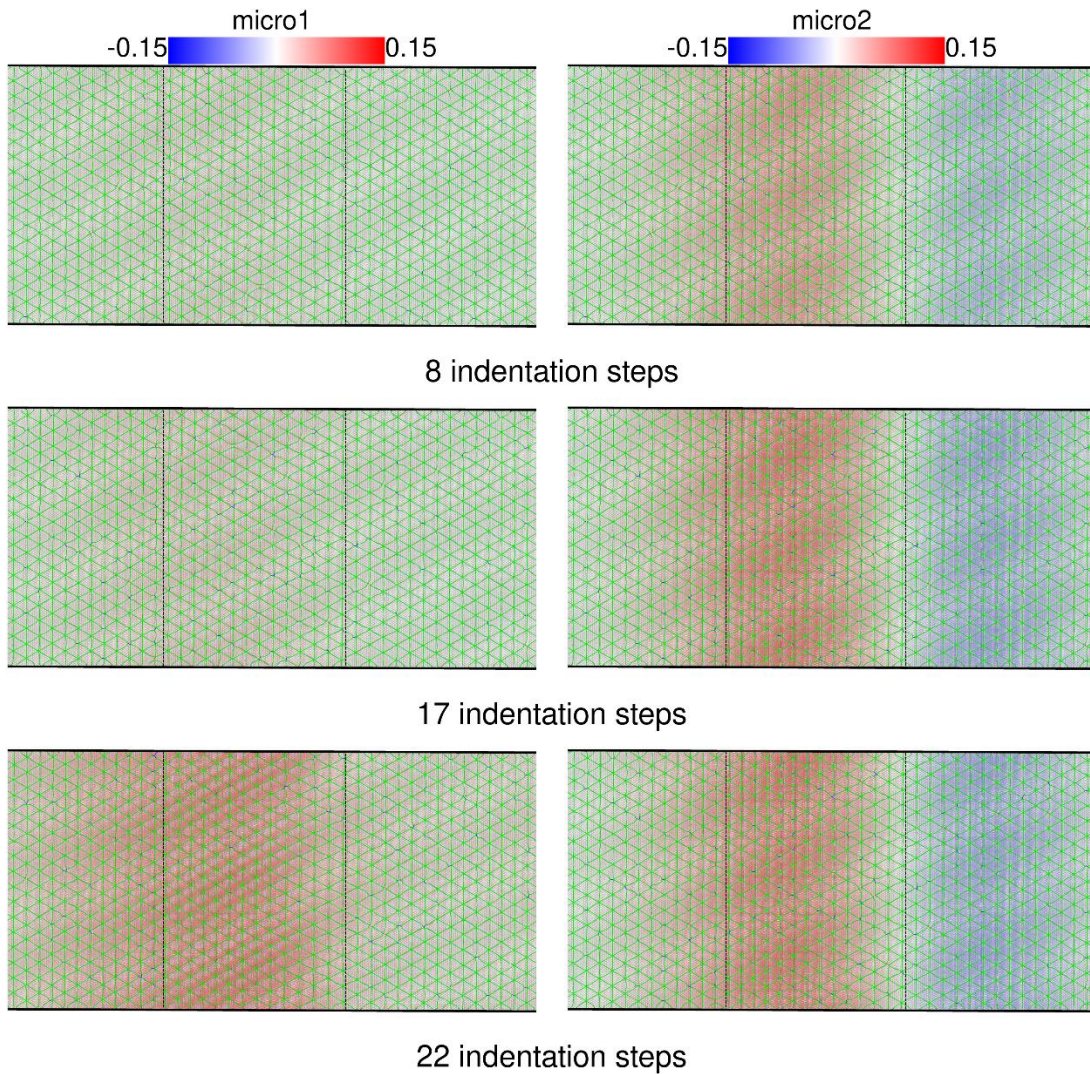 micro1 micro2
-0.15 0.15 -0.15 0.15
8 indentation steps
17 indentation steps
22 indentation steps